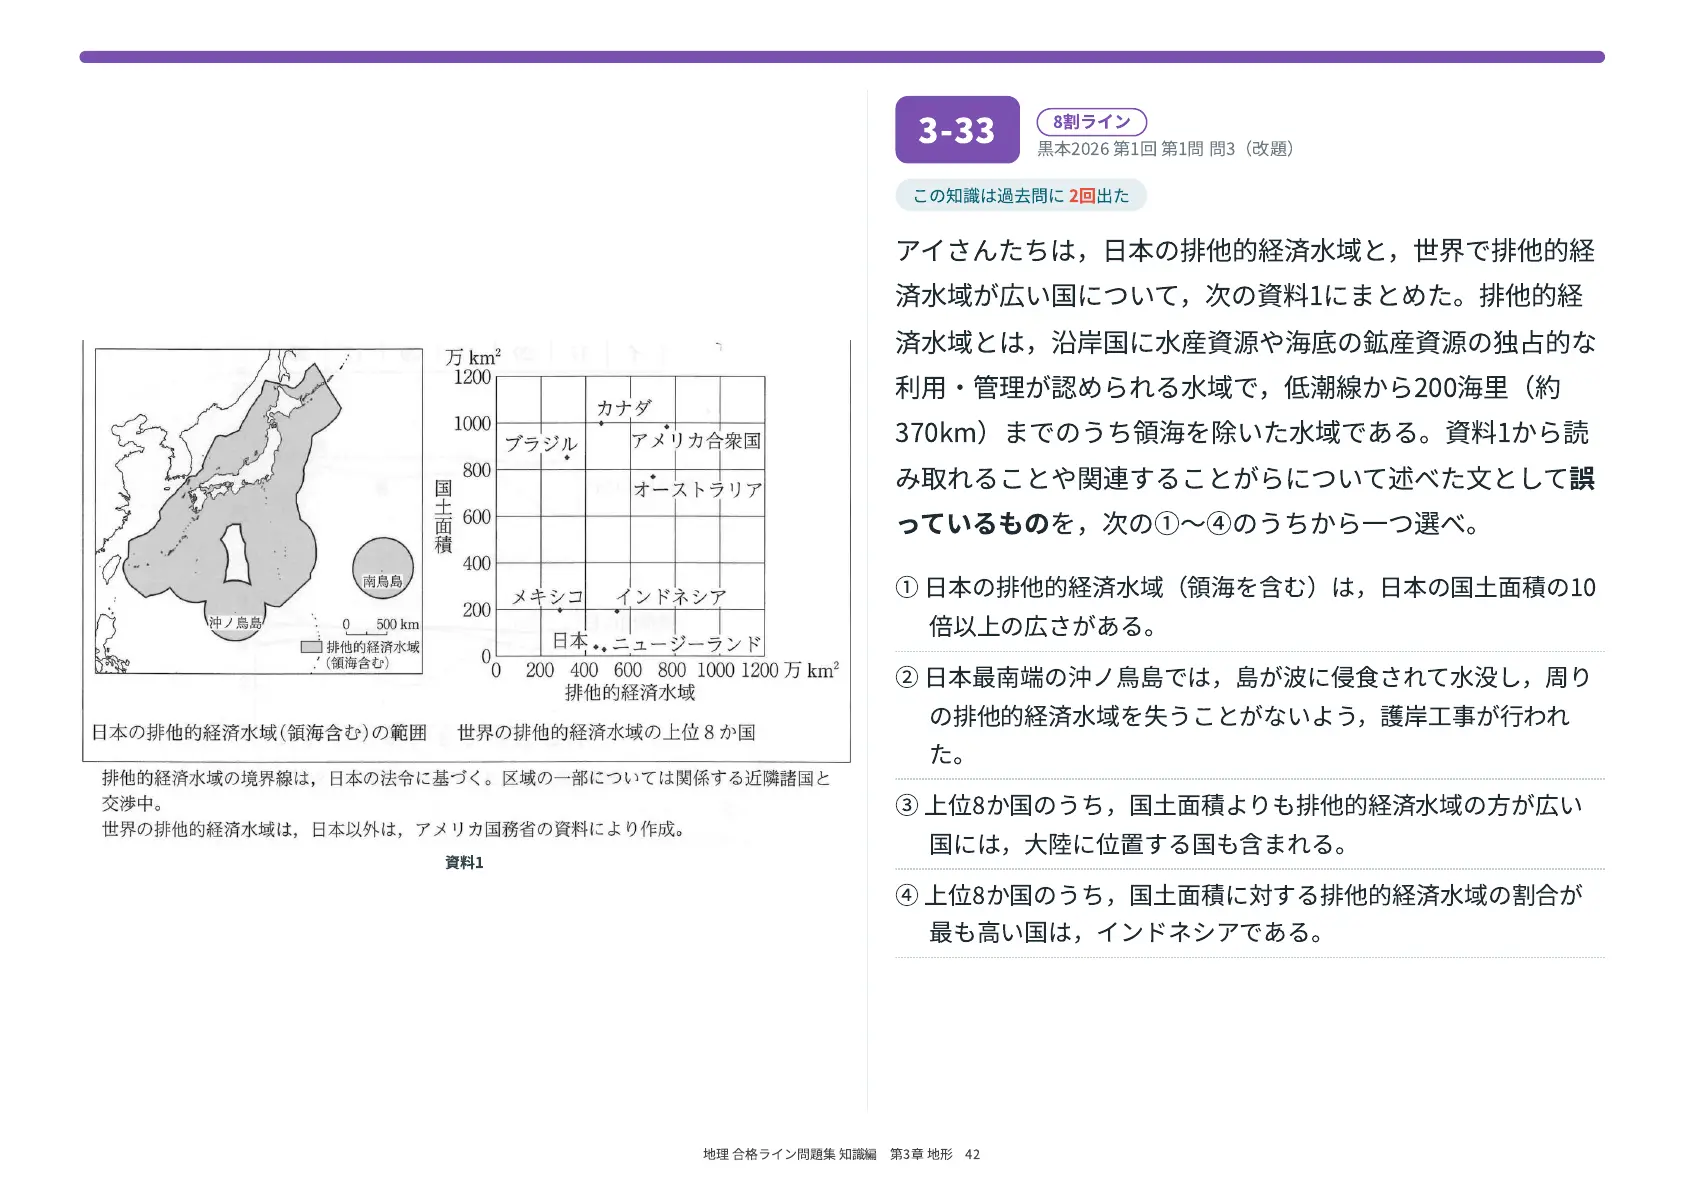 3-33
8割ライン
黒本2026 第1回 第1問 問3（改題）
この知識は過去問に 2回出た
アイさんたちは，日本の排他的経済水域と，世界で排他的経
済水域が広い国について，次の資料1にまとめた。排他的経
済水域とは，沿岸国に水産資源や海底の鉱産資源の独占的な
利用・管理が認められる水域で，低潮線から200海里（約
370km）までのうち領海を除いた水域である。資料1から読
み取れることや関連することがらについて述べた文として誤
っているものを，次の①〜④のうちから一つ選べ。
① 日本の排他的経済水域（領海を含む）は，日本の国土面積の10
倍以上の広さがある。
② 日本最南端の沖ノ鳥島では，島が波に侵食されて水没し，周り
の排他的経済水域を失うことがないよう，護岸工事が行われ
た。
③ 上位8か国のうち，国土面積よりも排他的経済水域の方が広い
国には，大陸に位置する国も含まれる。
④ 上位8か国のうち，国土面積に対する排他的経済水域の割合が
最も高い国は，インドネシアである。
南鳥島
沖ノ鳥島
0 500 km
排他的経済水域
（領海含む）
日本の排他的経済水域(領海含む)の範囲
万 km²
1200
1000
800
600
400
200
0
国土面積
カナダ
ブラジル
アメリカ合衆国
オーストラリア
メキシコ
インドネシア
日本
ニュージーランド
0 200 400 600 800 1000 1200 万 km²
排他的経済水域
世界の排他的経済水域の上位8か国
排他的経済水域の境界線は，日本の法令に基づく。区域の一部については関係する近隣諸国と
交渉中。
世界の排他的経済水域は，日本以外は，アメリカ国務省の資料により作成。
資料1
地理 合格ライン問題集 知識編　第3章 地形　42